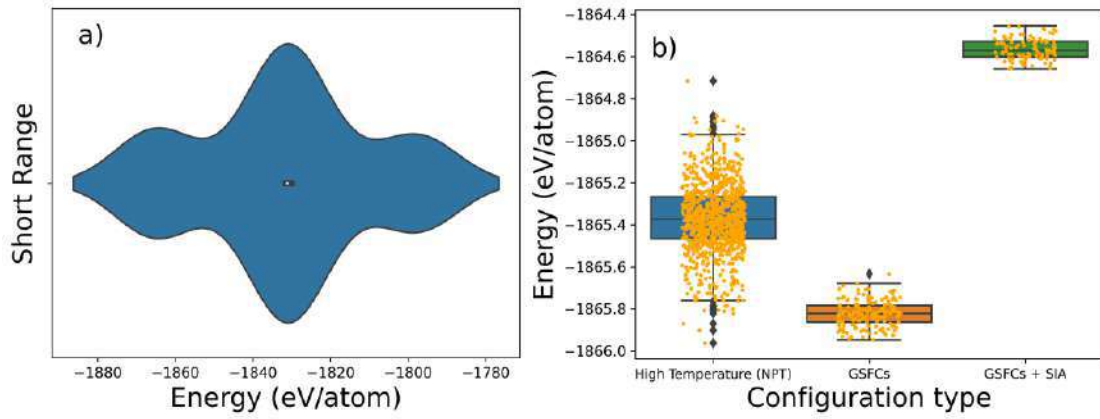 a)
Short Range
−1880
−1860
−1840
−1820
−1800
−1780
Energy (eV/atom)
b)
Energy (eV/atom)
−1864.4
−1864.6
−1864.8
−1865.0
−1865.2
−1865.4
−1865.6
−1865.8
−1866.0
High Temperature (NPT)
GSFCs
GSFCs + SIA
Configuration type